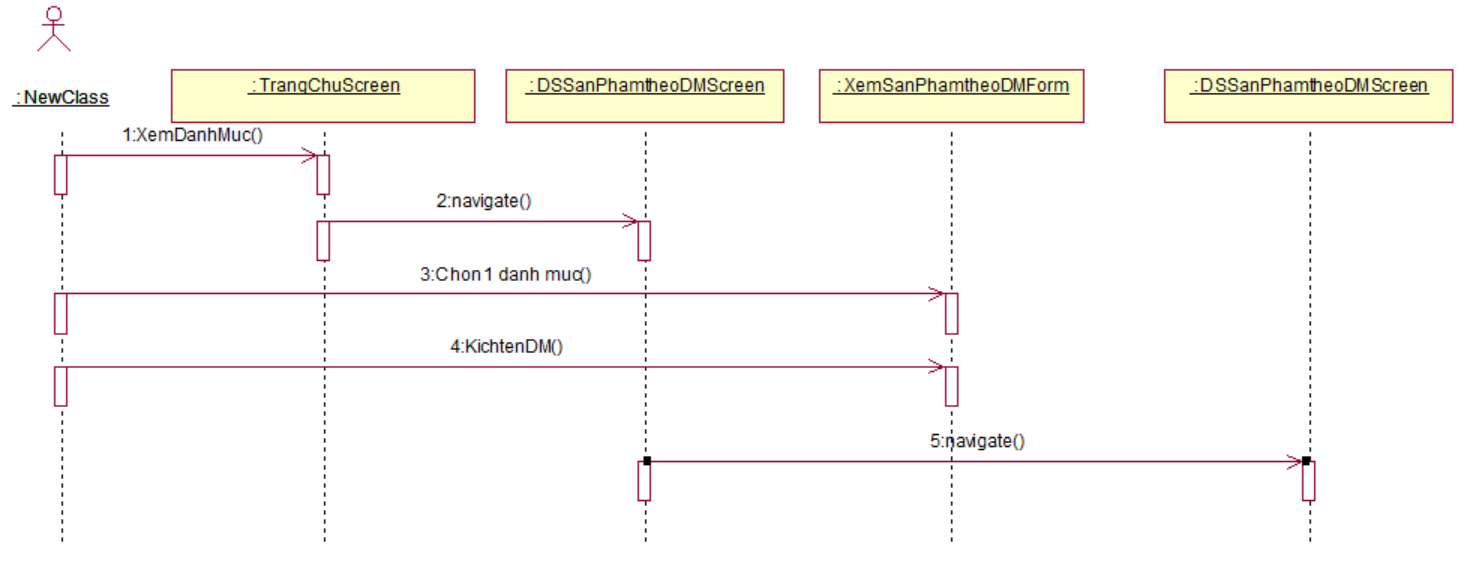 : NewClass
: TrangChuScreen
: DSSanPhamtheoDMScreen
: XemSanPhamtheoDMForm
: DSSanPhamtheoDMScreen
1:XemDanhMuc()
2:navigate()
3:Chon 1 danh muc()
4:KichtenDM()
5:navigate()